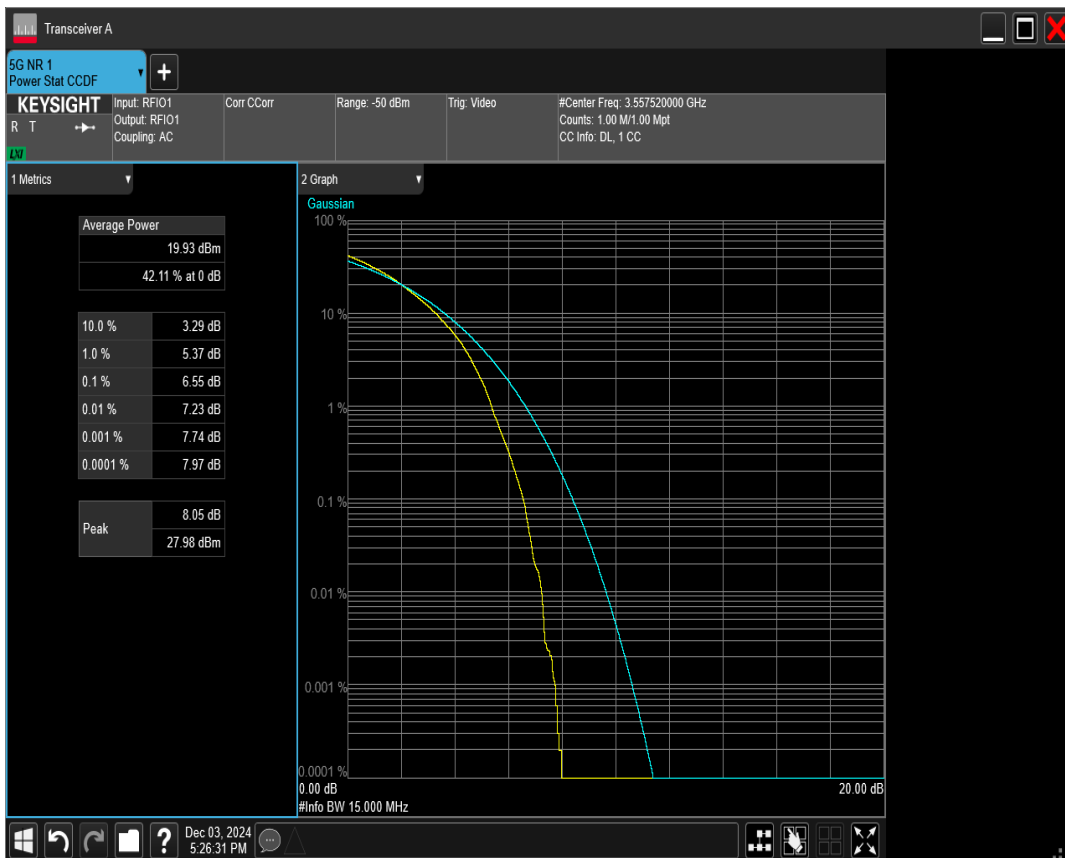 Transceiver A
5G NR 1
Power Stat CCDF
KEYSIGHT
R T
LXI
Input: RFIO1
Output: RFIO1
Coupling: AC
Corr CCorr
Range: -50 dBm
Trig: Video
#Center Freq: 3.557520000 GHz
Counts: 1.00 M/1.00 Mpt
CC Info: DL, 1 CC
1 Metrics
Average Power
19.93 dBm
42.11 % at 0 dB
10.0 % 3.29 dB
1.0 % 5.37 dB
0.1 % 6.55 dB
0.01 % 7.23 dB
0.001 % 7.74 dB
0.0001 % 7.97 dB
Peak 8.05 dB
27.98 dBm
2 Graph
Gaussian
100 %
10 %
1 %
0.1 %
0.01 %
0.001 %
0.0001 %
0.00 dB 20.00 dB
#Info BW 15.000 MHz
Dec 03, 2024
5:26:31 PM